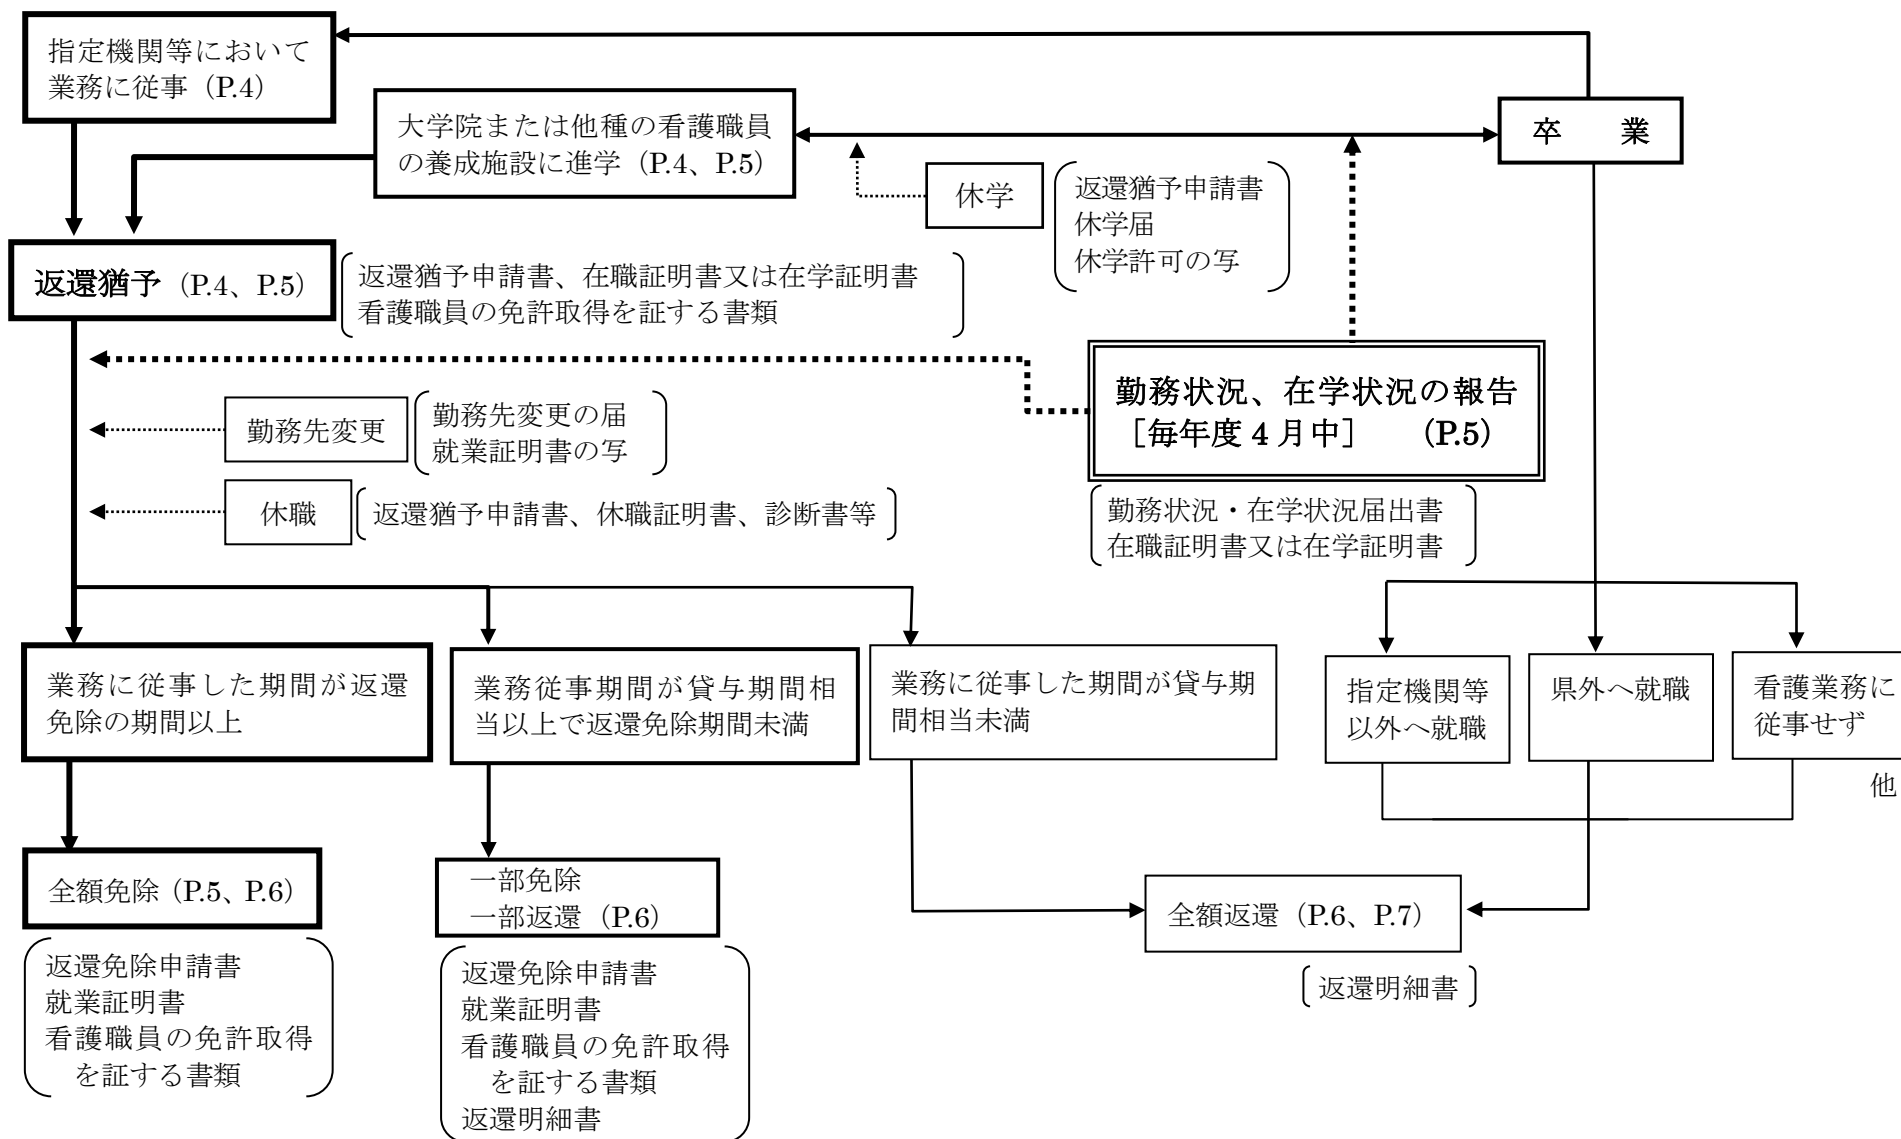 指定機関等において
業務に従事（P.4）
大学院または他種の看護職員
の養成施設に進学（P.4、P.5）
卒　業
休学
返還猶予申請書
休学届
休学許可の写
返還猶予（P.4、P.5）
返還猶予申請書、在職証明書又は在学証明書
看護職員の免許取得を証する書類
勤務状況、在学状況の報告
［毎年度４月中］　（P.5）
勤務状況・在学状況届出書
在職証明書又は在学証明書
勤務先変更
勤務先変更の届
就業証明書の写
休職
返還猶予申請書、休職証明書、診断書等
業務に従事した期間が返還
免除の期間以上
業務従事期間が貸与期間相
当以上で返還免除期間未満
業務に従事した期間が貸与期
間相当未満
指定機関等
以外へ就職
県外へ就職
看護業務に
従事せず
他
全額免除（P.5、P.6）
返還免除申請書
就業証明書
看護職員の免許取得
を証する書類
一部免除
一部返還（P.6）
返還免除申請書
就業証明書
看護職員の免許取得
を証する書類
返還明細書
全額返還（P.6、P.7）
返還明細書